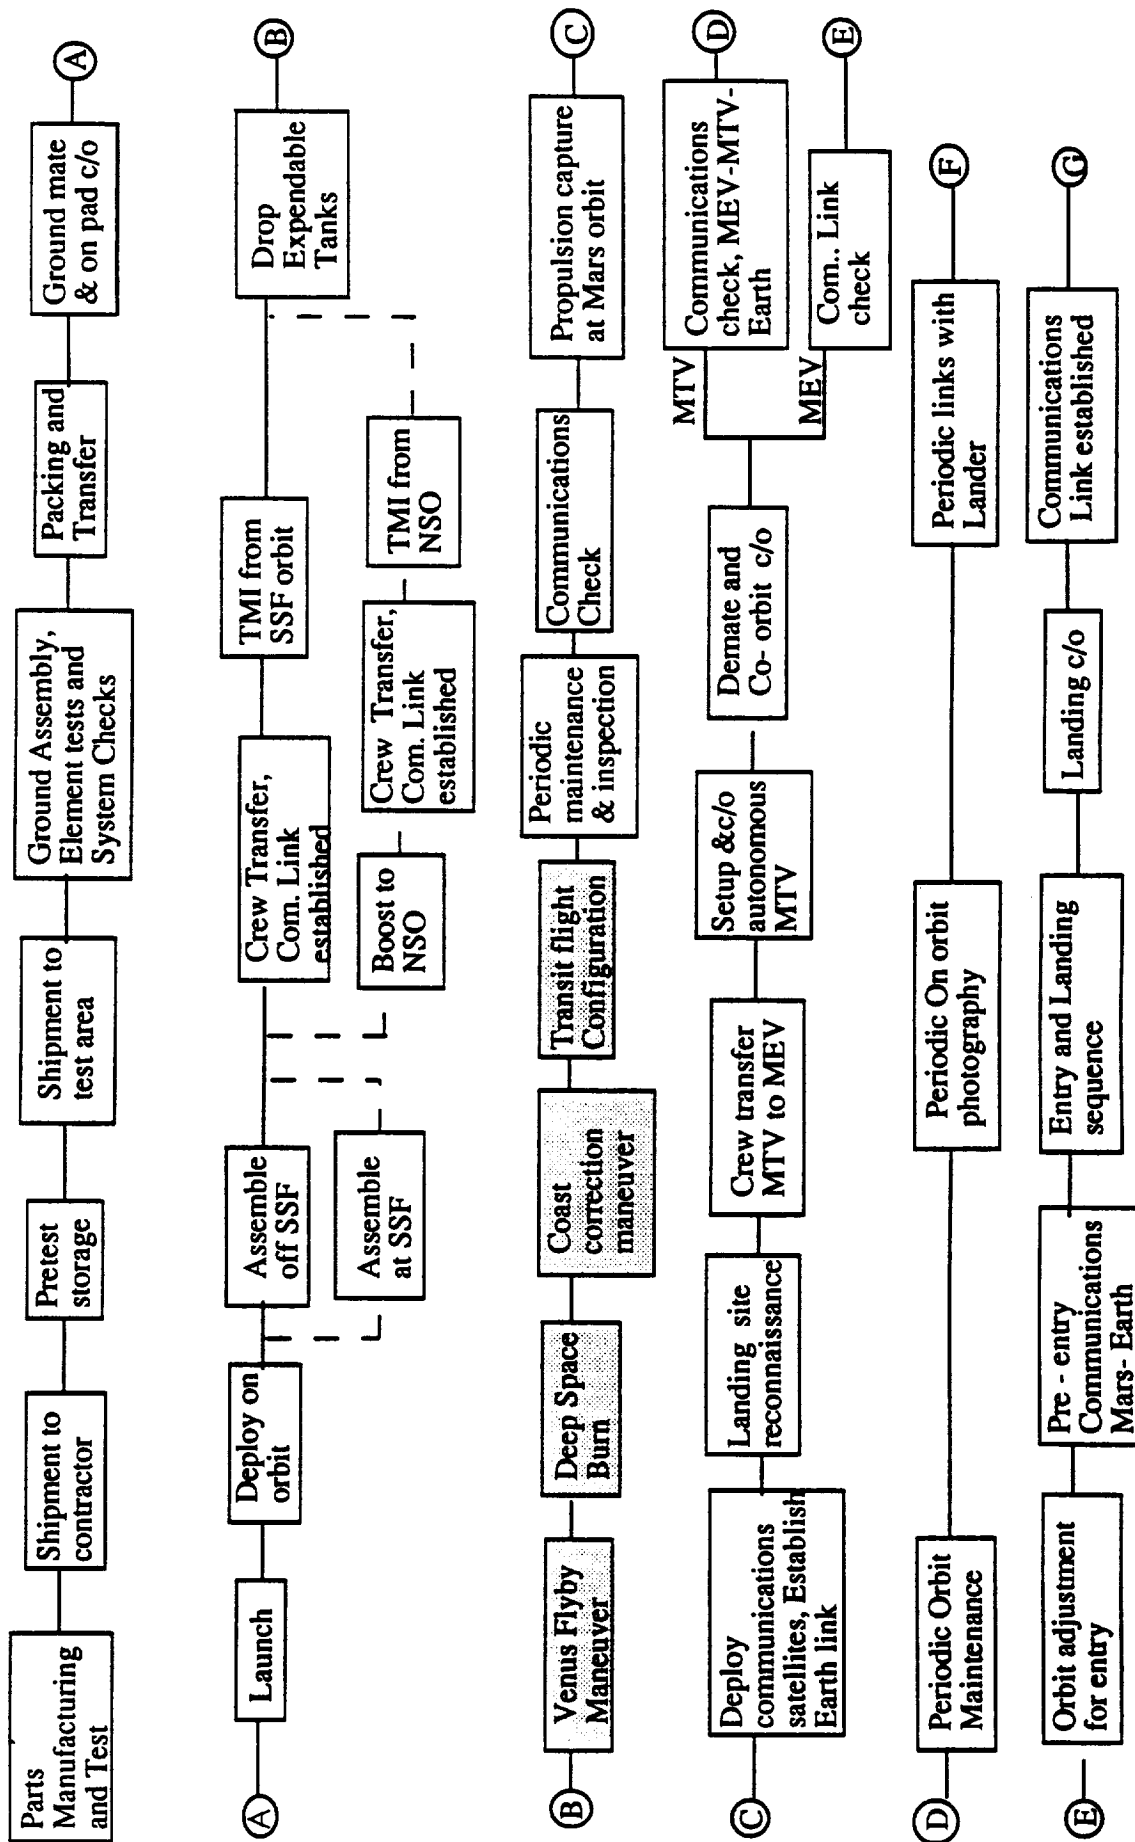 Parts
Manufacturing
and Test
Shipment to
contractor
Pretest
storage
Shipment to
test area
Ground Assembly,
Element tests and
System Checks
Packing and
Transfer
Ground mate
& on pad c/o
A
A
Launch
Deploy on
orbit
Assemble
off SSF
Assemble
at SSF
Crew Transfer,
Com. Link
established
Boost to
NSO
Crew Transfer,
Com. Link
established
TMI from
SSF orbit
TMI from
NSO
Drop
Expendable
Tanks
B
B
Venus Flyby
Maneuver
Deep Space
Burn
Coast
correction
maneuver
Transit flight
Configuration
Periodic
maintenance
& inspection
Communications
Check
Propulsion capture
at Mars orbit
C
C
Deploy
communications
satellites, Establish
Earth link
Landing site
reconnaissance
Crew transfer
MTV to MEV
Setup &c/o
autonomous
MTV
Demate and
Co- orbit c/o
MTV
Communications
check, MEV-MTV-
Earth
D
MEV
Com.. Link
check
E
D
Periodic Orbit
Maintenance
Periodic On orbit
photography
Periodic links with
Lander
F
E
Orbit adjustment
for entry
Pre - entry
Communications
Mars- Earth
Entry and Landing
sequence
Landing c/o
Communications
Link established
G